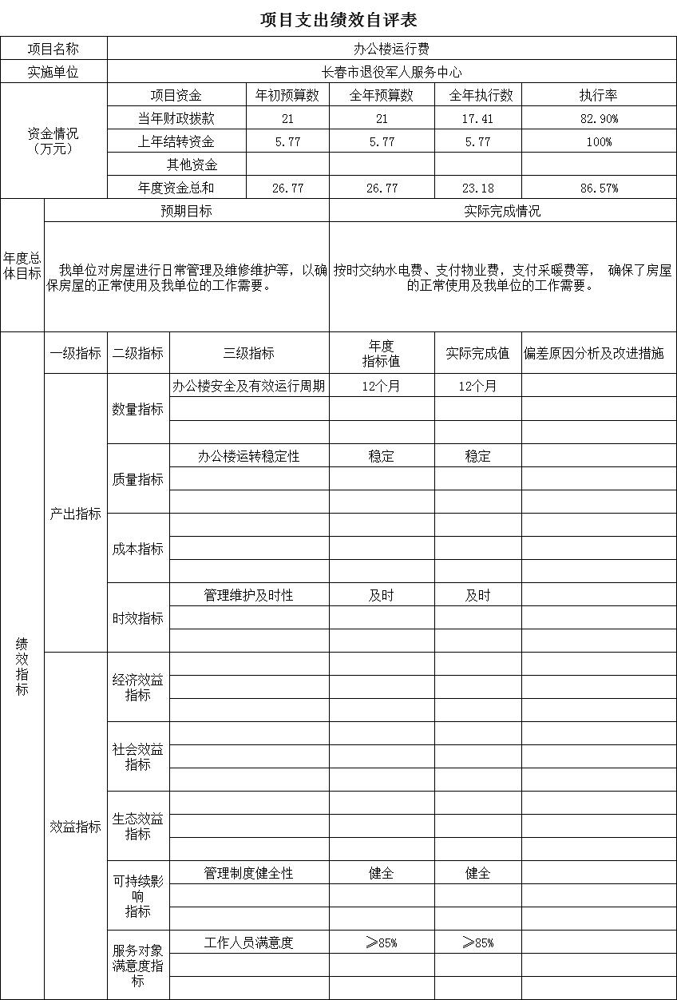 项目支出绩效自评表
项目名称 办公楼运行费
实施单位 长春市退役军人服务中心
资金情况
（万元）
项目资金 年初预算数 全年预算数 全年执行数 执行率
当年财政拨款 21 21 17.41 82.90%
上年结转资金 5.77 5.77 5.77 100%
其他资金
年度资金总和 26.77 26.77 23.18 86.57%
年度总
体目标
预期目标 实际完成情况
我单位对房屋进行日常管理及维修维护等，以确
保房屋的正常使用及我单位的工作需要。
按时交纳水电费、支付物业费，支付采暖费等， 确保了房屋
的正常使用及我单位的工作需要。
绩
效
指
标
一级指标 二级指标 三级指标 年度
指标值 实际完成值 偏差原因分析及改进措施
产出指标
数量指标 办公楼安全及有效运行周期 12个月 12个月
质量指标 办公楼运转稳定性 稳定 稳定
成本指标
时效指标 管理维护及时性 及时 及时
效益指标
经济效益
指标
社会效益
指标
生态效益
指标
可持续影
响
指标
管理制度健全性 健全 健全
服务对象
满意度指
标
工作人员满意度 ≥85% ≥85%